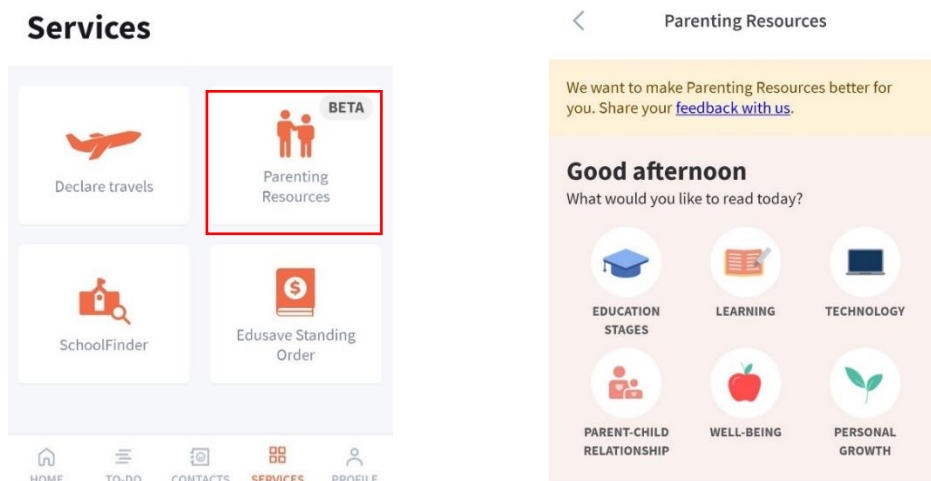 Services
BETA
Declare travels
Parenting
Resources
SchoolFinder
Edusave Standing
Order
HOME
TO-DO
CONTACTS
SERVICES
PROFILE
Parenting Resources
We want to make Parenting Resources better for
you. Share your feedback with us.
Good afternoon
What would you like to read today?
EDUCATION
STAGES
LEARNING
TECHNOLOGY
PARENT-CHILD
RELATIONSHIP
WELL-BEING
PERSONAL
GROWTH